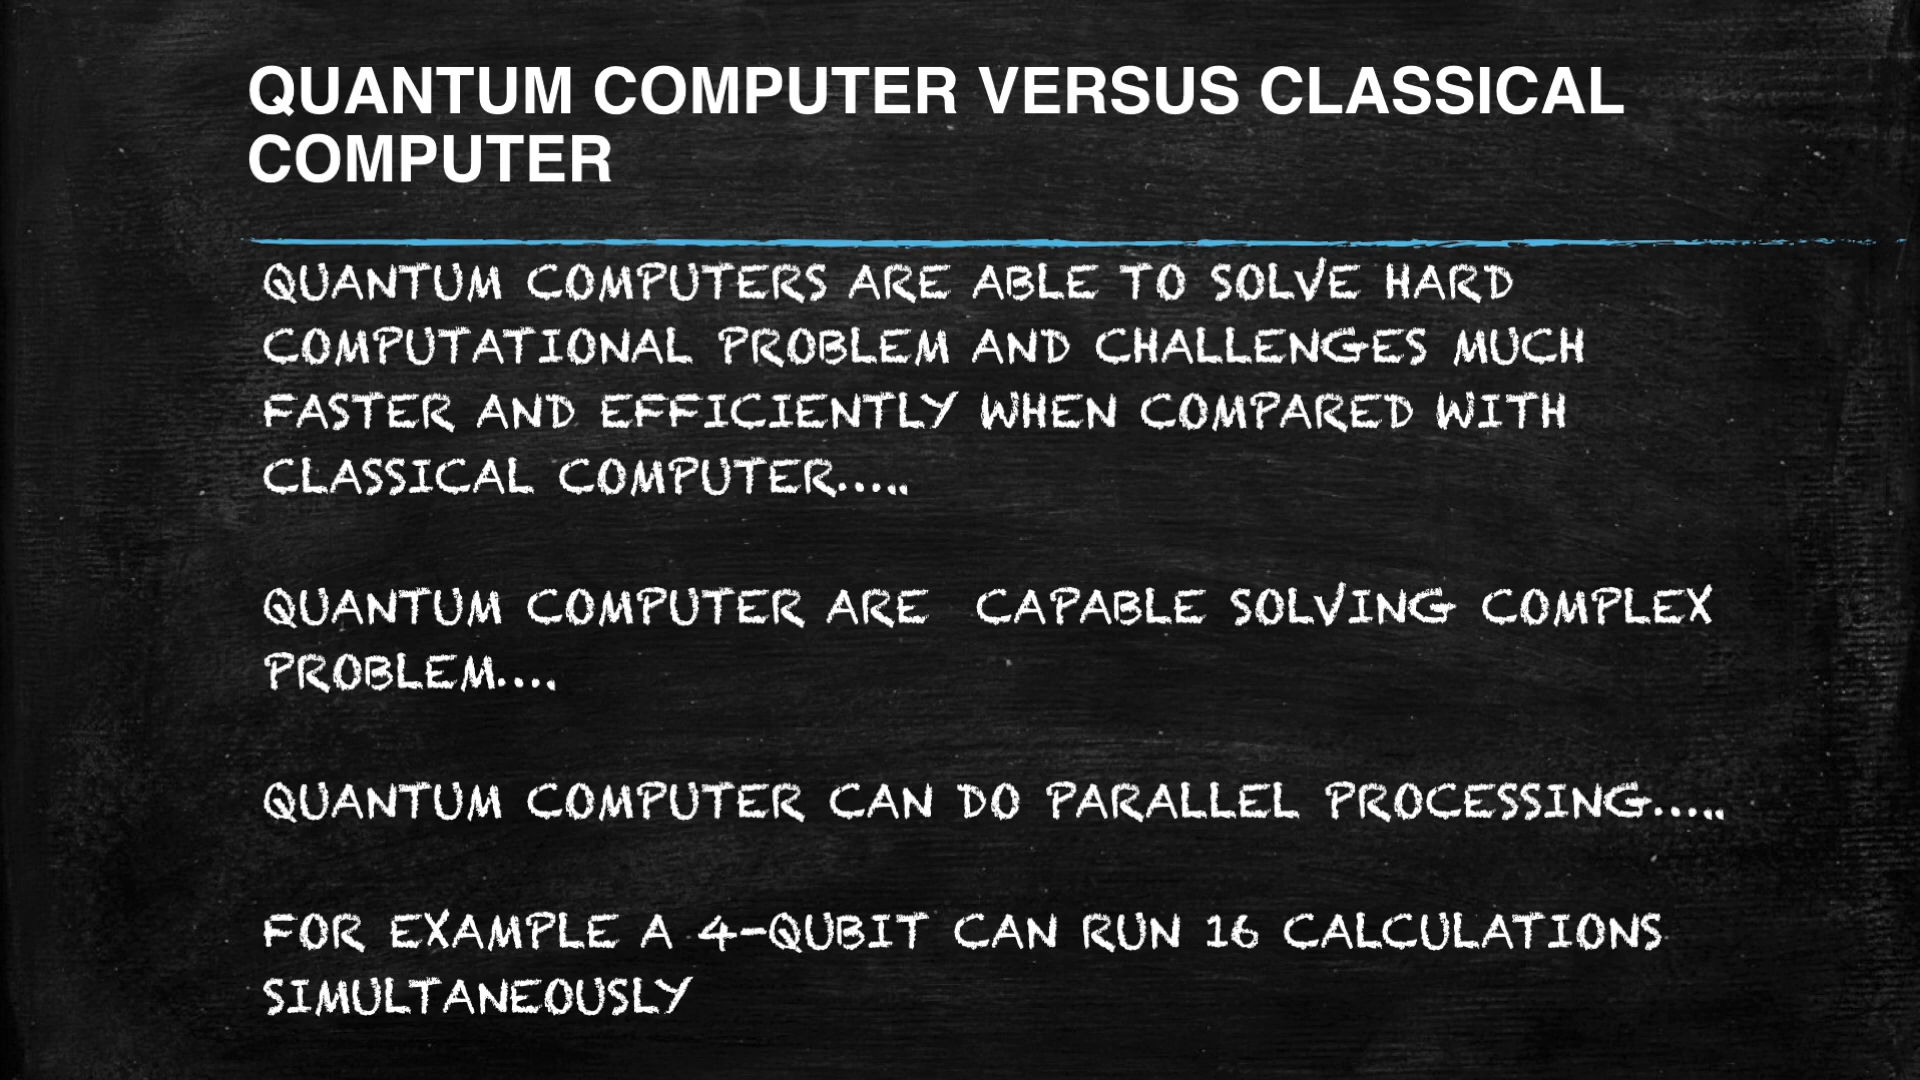 QUANTUM COMPUTER VERSUS CLASSICAL
COMPUTER
QUANTUM COMPUTERS ARE ABLE TO SOLVE HARD
COMPUTATIONAL PROBLEM AND CHALLENGES MUCH
FASTER AND EFFICIENTLY WHEN COMPARED WITH
CLASSICAL COMPUTER.....
QUANTUM COMPUTER ARE  CAPABLE SOLVING COMPLEX
PROBLEM....
QUANTUM COMPUTER CAN DO PARALLEL PROCESSING.....
FOR EXAMPLE A 4-QUBIT CAN RUN 16 CALCULATIONS
SIMULTANEOUSLY